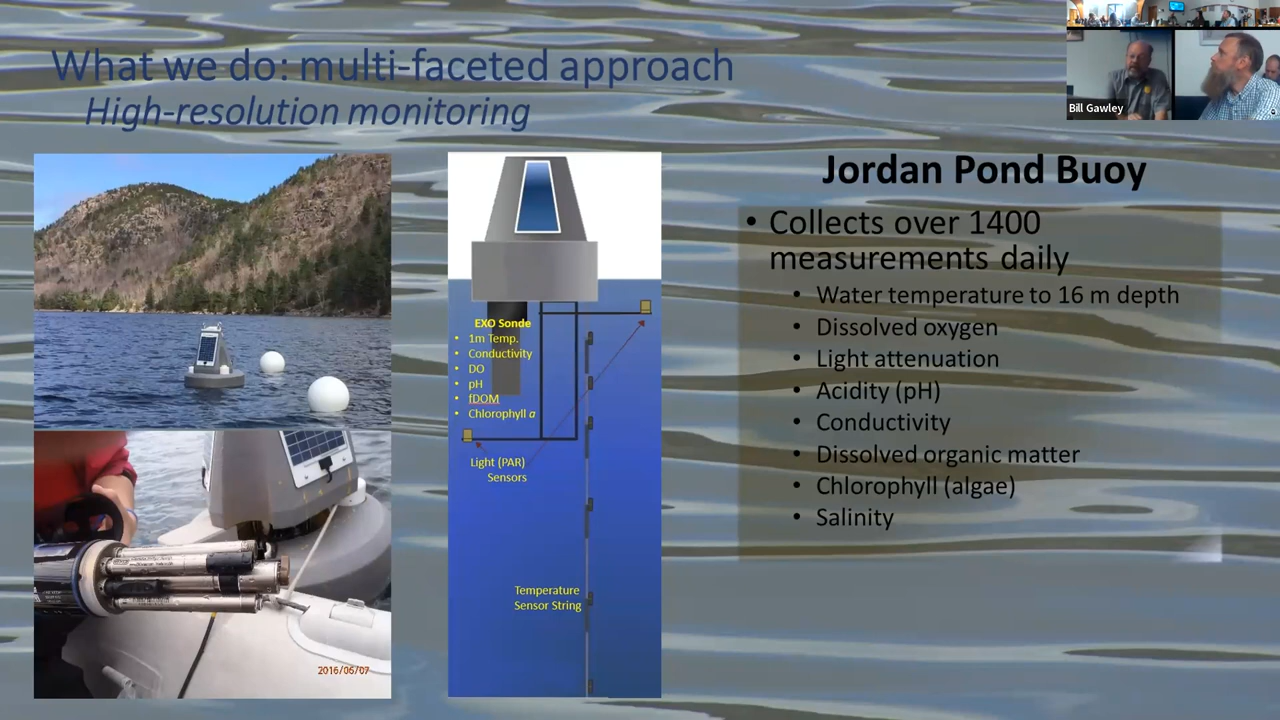 What we do: multi-faceted approach
High-resolution monitoring
Bill Gawley
2016/06/07
EXO Sonde
• 1m Temp.
• Conductivity
• DO
• pH
• fDOM
• Chlorophyll a
Light (PAR)
Sensors
Temperature
Sensor String
Jordan Pond Buoy
• Collects over 1400
measurements daily
• Water temperature to 16 m depth
• Dissolved oxygen
• Light attenuation
• Acidity (pH)
• Conductivity
• Dissolved organic matter
• Chlorophyll (algae)
• Salinity